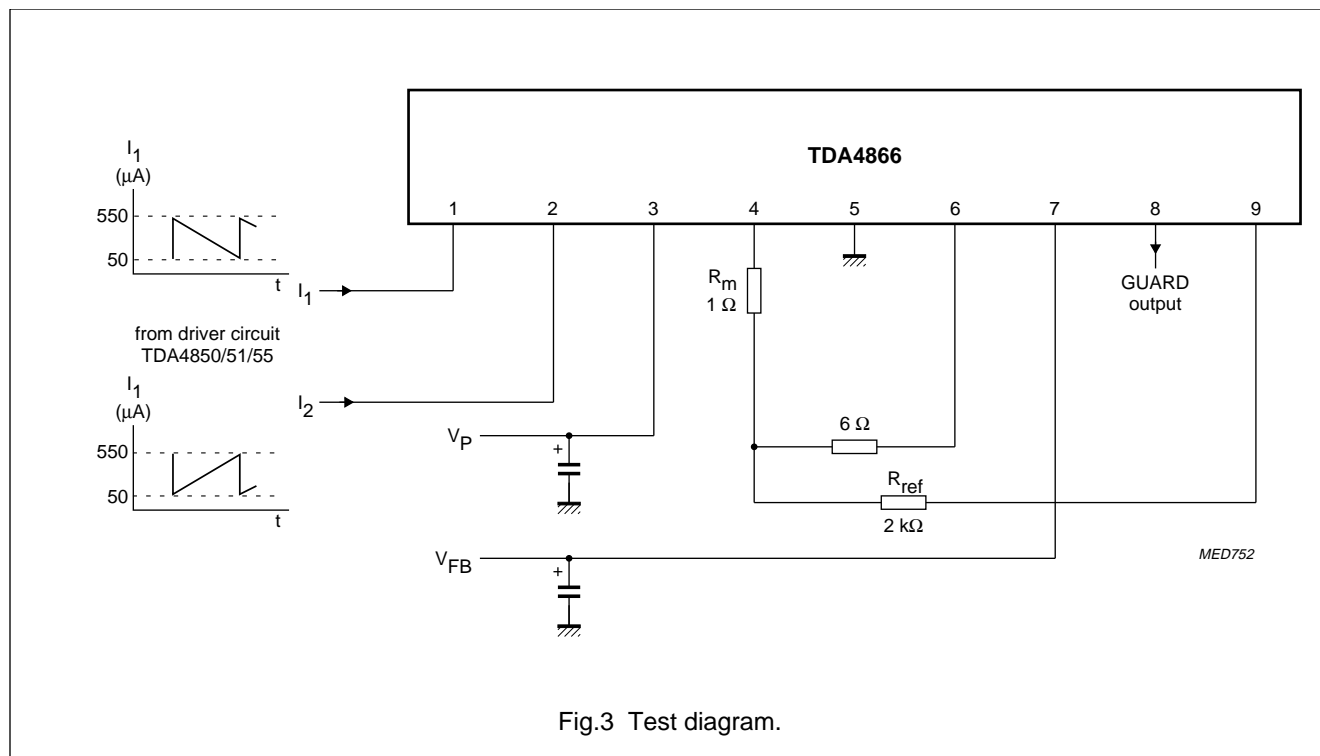 TDA4866
1 2 3 4 5 6 7 8 9
I1
(μA)
550
50
t
I1
from driver circuit
TDA4850/51/55
I1
(μA)
550
50
t
I2
VP
+
VFB
+
Rm
1 Ω
6 Ω
Rref
2 kΩ
GUARD
output
MED752
Fig.3 Test diagram.